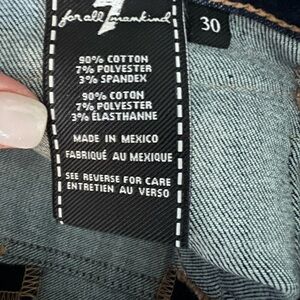 7
for all mankind
30
90% COTTON
7% POLYESTER
3% SPANDEX
90% COTON
7% POLYESTER
3% ELASTHANNE
MADE IN MEXICO
FABRIQUÉ AU MEXIQUE
SEE REVERSE FOR CARE
ENTRETIEN AU VERSO